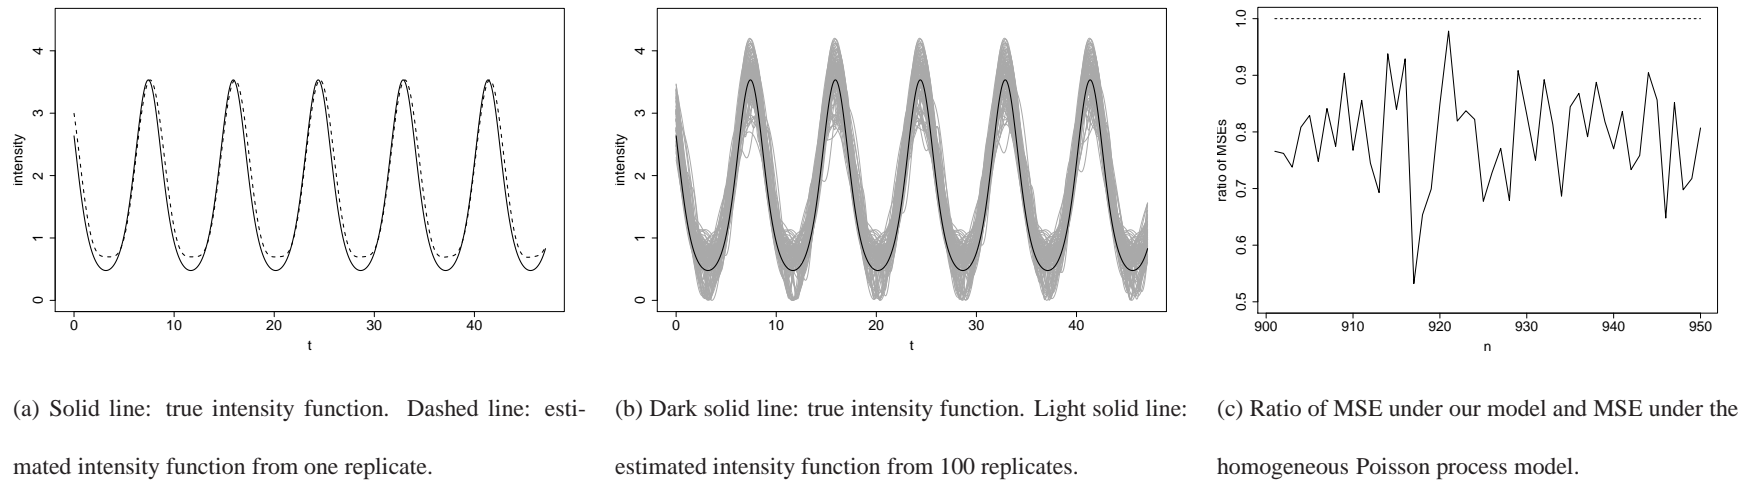 intensity
4
3
2
1
0
0
10
20
30
40
t
(a) Solid line: true intensity function. Dashed line: esti-
mated intensity function from one replicate.
intensity
4
3
2
1
0
0
10
20
30
40
t
(b) Dark solid line: true intensity function. Light solid line:
estimated intensity function from 100 replicates.
ratio of MSEs
1.0
0.9
0.8
0.7
0.6
0.5
900
910
920
930
940
950
n
(c) Ratio of MSE under our model and MSE under the
homogeneous Poisson process model.